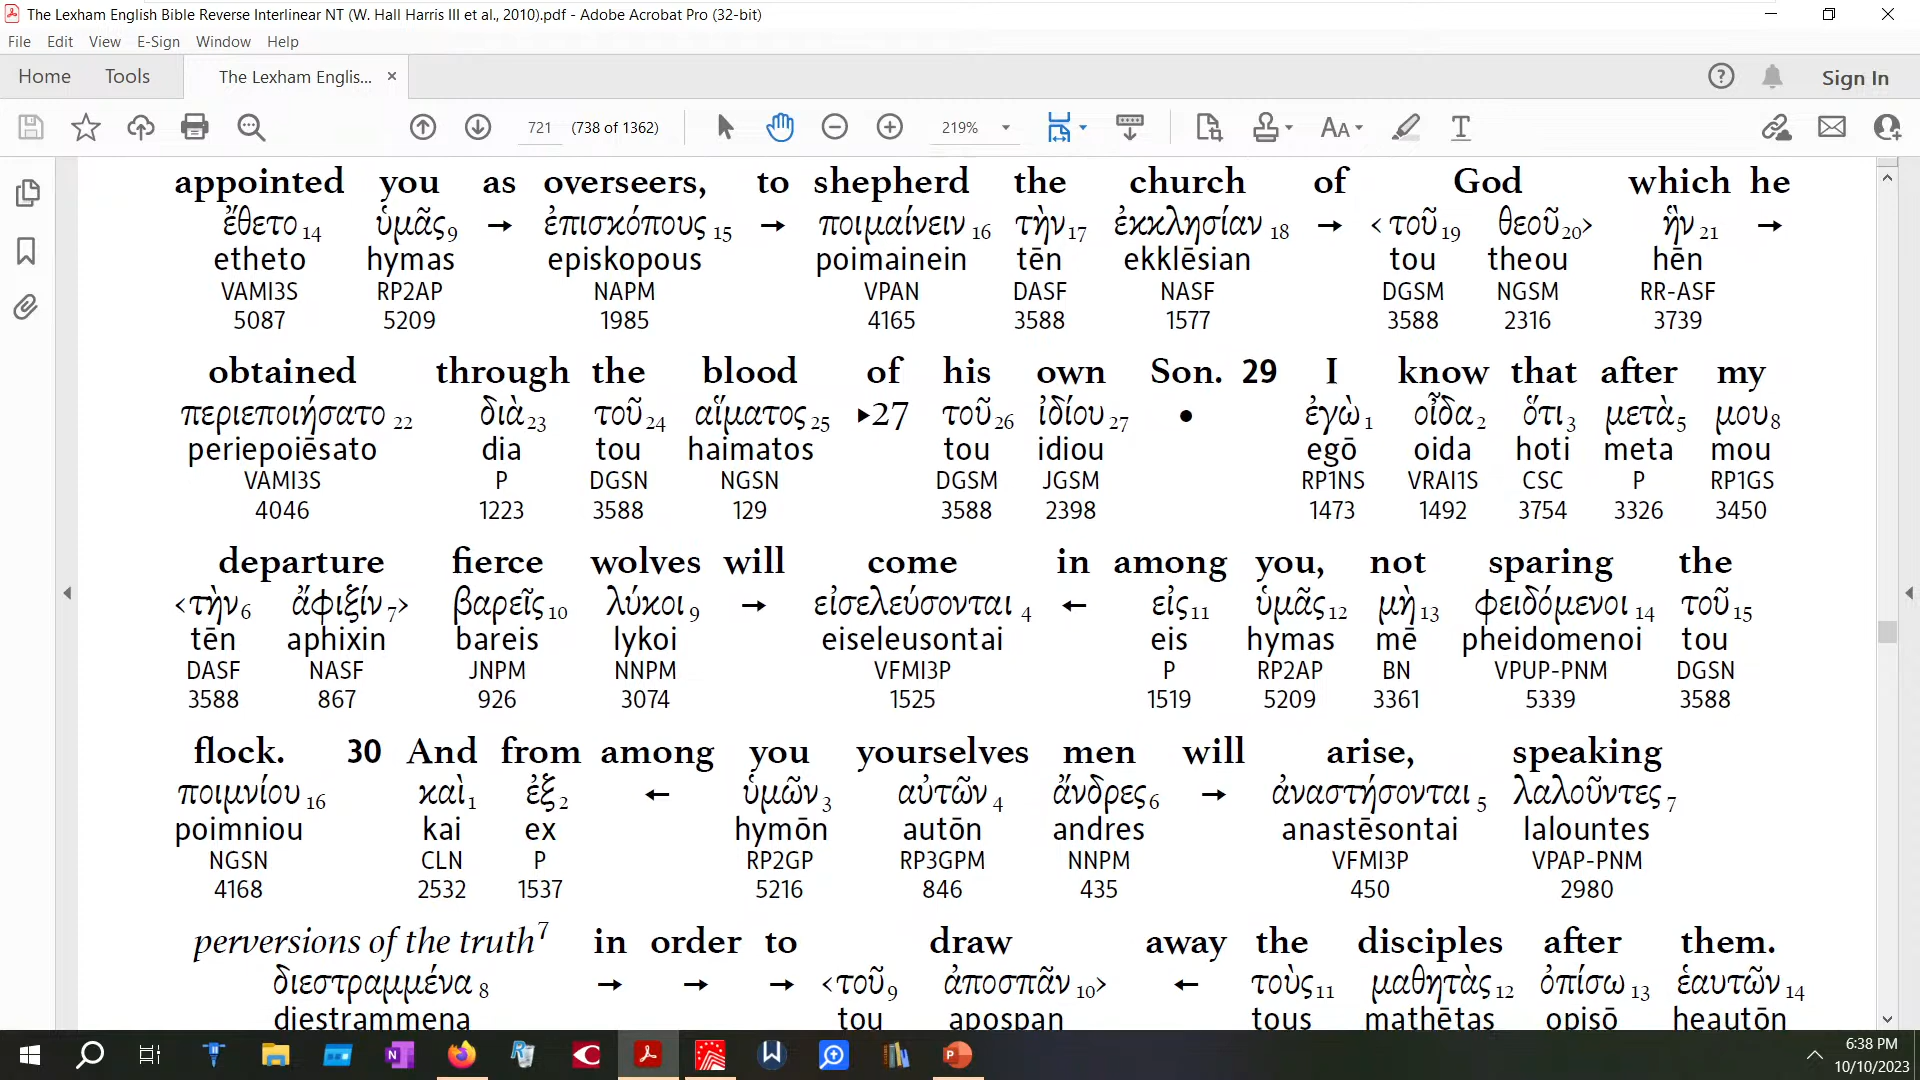 The Lexham English Bible Reverse Interlinear NT (W. Hall Harris III et al., 2010).pdf - Adobe Acrobat Pro (32-bit)
File Edit View E-Sign Window Help
Home Tools The Lexham Englis... × Sign In
721 (738 of 1362) 219%
appointed you as overseers, to shepherd the church of God which he
ἔθετο 14 ὑμᾶς 9 → ἐπισκόπους 15 → ποιμαίνειν 16 τὴν 17 ἐκκλησίαν 18 → ‹τοῦ 19 θεοῦ 20› ἣν 21 →
etheto hymas episkopous poimainein tēn ekklēsian tou theou hēn
VAMI3S RP2AP NAPM VPAN DASF NASF DGSM NGSM RR-ASF
5087 5209 1985 4165 3588 1577 3588 2316 3739
obtained through the blood of his own Son. 29 I know that after my
περιεποιήσατο 22 διὰ 23 τοῦ 24 αἵματος 25 ▸27 τοῦ 26 ἰδίου 27 • ἐγὼ 1 οἶδα 2 ὅτι 3 μετὰ 5 μου 8
periepoiēsato dia tou haimatos tou idiou egō oida hoti meta mou
VAMI3S P DGSN NGSN DGSM JGSM RP1NS VRAI1S CSC P RP1GS
4046 1223 3588 129 3588 2398 1473 1492 3754 3326 3450
departure fierce wolves will come in among you, not sparing the
‹τὴν 6 ἄφιξίν 7› βαρεῖς 10 λύκοι 9 → εἰσελεύσονται 4 ← εἰς 11 ὑμᾶς 12 μὴ 13 φειδόμενοι 14 τοῦ 15
tēn aphixin bareis lykoi eiseleusontai eis hymas mē pheidomenoi tou
DASF NASF JNPM NNPM VFMI3P P RP2AP BN VPUP-PNM DGSN
3588 867 926 3074 1525 1519 5209 3361 5339 3588
flock. 30 And from among you yourselves men will arise, speaking
ποιμνίου 16 καὶ 1 ἐξ 2 ← ὑμῶν 3 αὐτῶν 4 ἄνδρες 6 → ἀναστήσονται 5 λαλοῦντες 7
poimniou kai ex hymōn autōn andres anastēsontai lalountes
NGSN CLN P RP2GP RP3GPM NNPM VFMI3P VPAP-PNM
4168 2532 1537 5216 846 435 450 2980
perversions of the truth7 in order to draw away the disciples after them.
διεστραμμένα 8 → → → ‹τοῦ 9 ἀποσπᾶν 10› ← τοὺς 11 μαθητὰς 12 ὀπίσω 13 ἑαυτῶν 14
diestrammena tou apospan tous mathētas opisō heautōn
6:38 PM
10/10/2023